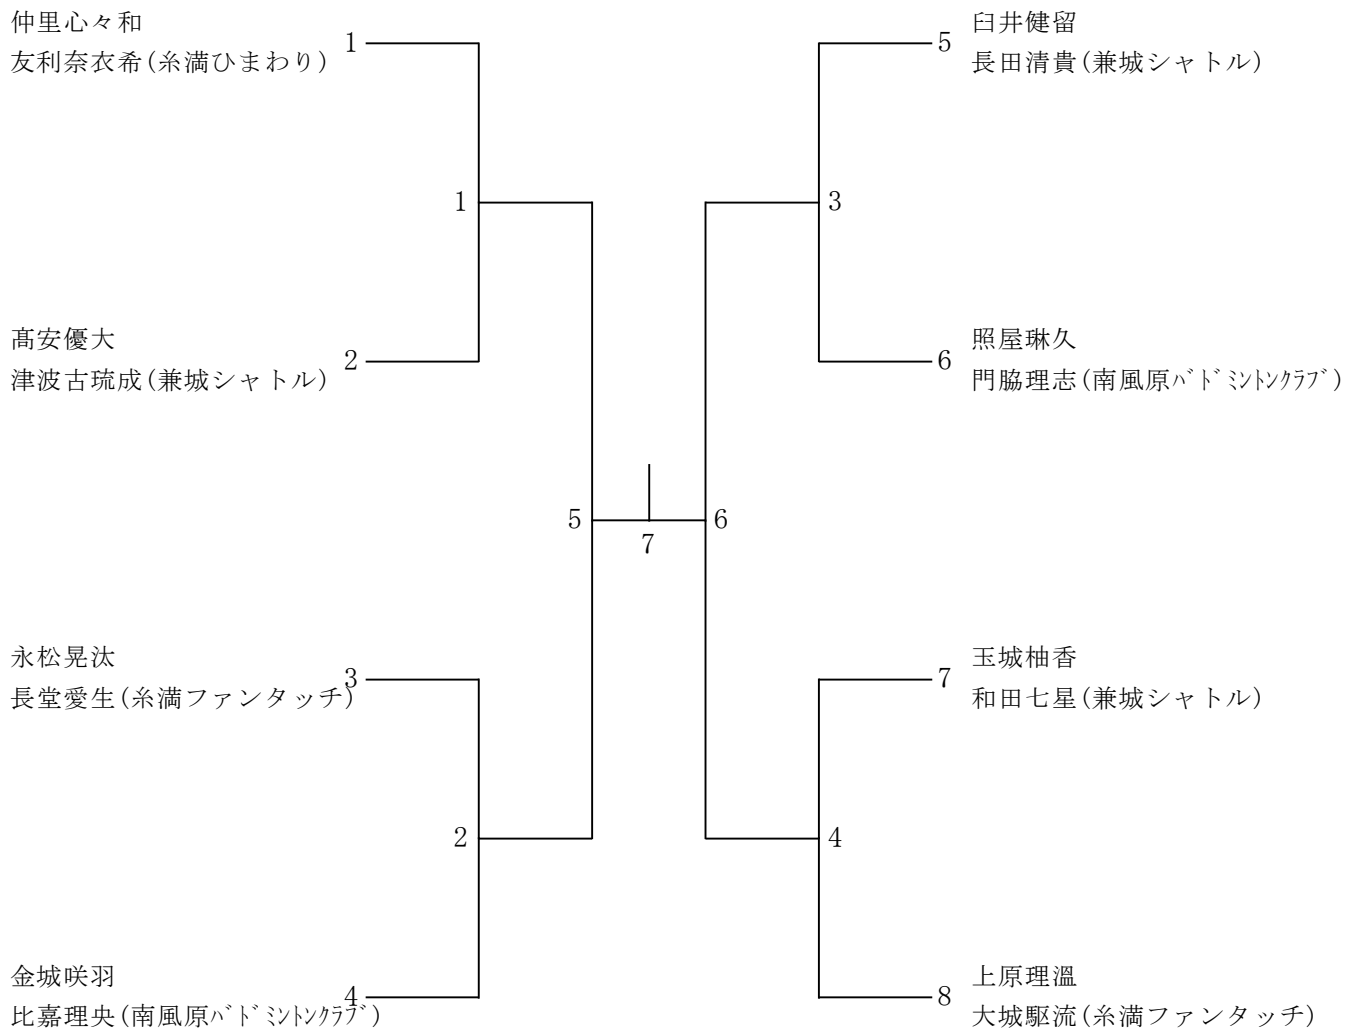 仲里心々和
1
友利奈衣希(糸満ひまわり)
髙安優大
2
津波古琉成(兼城シャトル)
永松晃汰
3
長堂愛生(糸満ファンタッチ)
金城咲羽
4
比嘉理央(南風原ﾊﾞﾄﾞﾐﾝﾄﾝｸﾗﾌﾞ)
1
2
5
7
6
3
4
臼井健留
5
長田清貴(兼城シャトル)
照屋琳久
6
門脇理志(南風原ﾊﾞﾄﾞﾐﾝﾄﾝｸﾗﾌﾞ)
玉城柚香
7
和田七星(兼城シャトル)
上原理溫
8
大城駆流(糸満ファンタッチ)